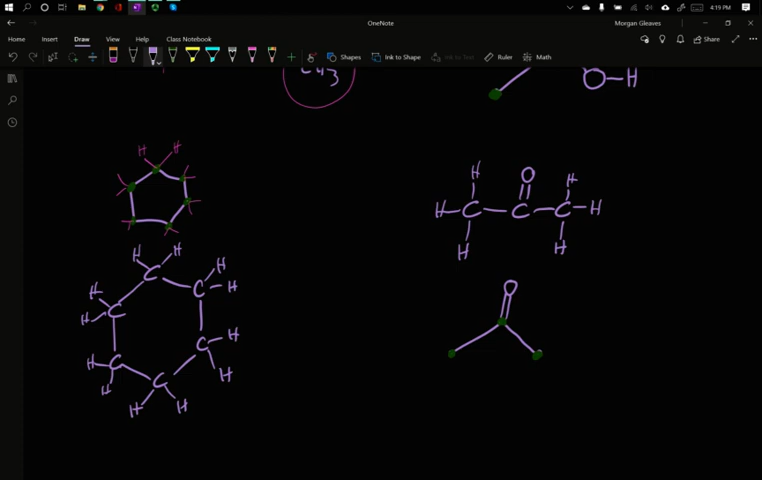 4:19 PM
OneNote
Morgan Gleaves
Home Insert Draw View Help Class Notebook
Share
Shapes Ink to Shape Ink to Text Ruler Math
CH3
O-H
H H
H
O
H
H C C C H
H H
H H
C
H
C H
H
C
H
O
C H
H
H
C
H
C
H H